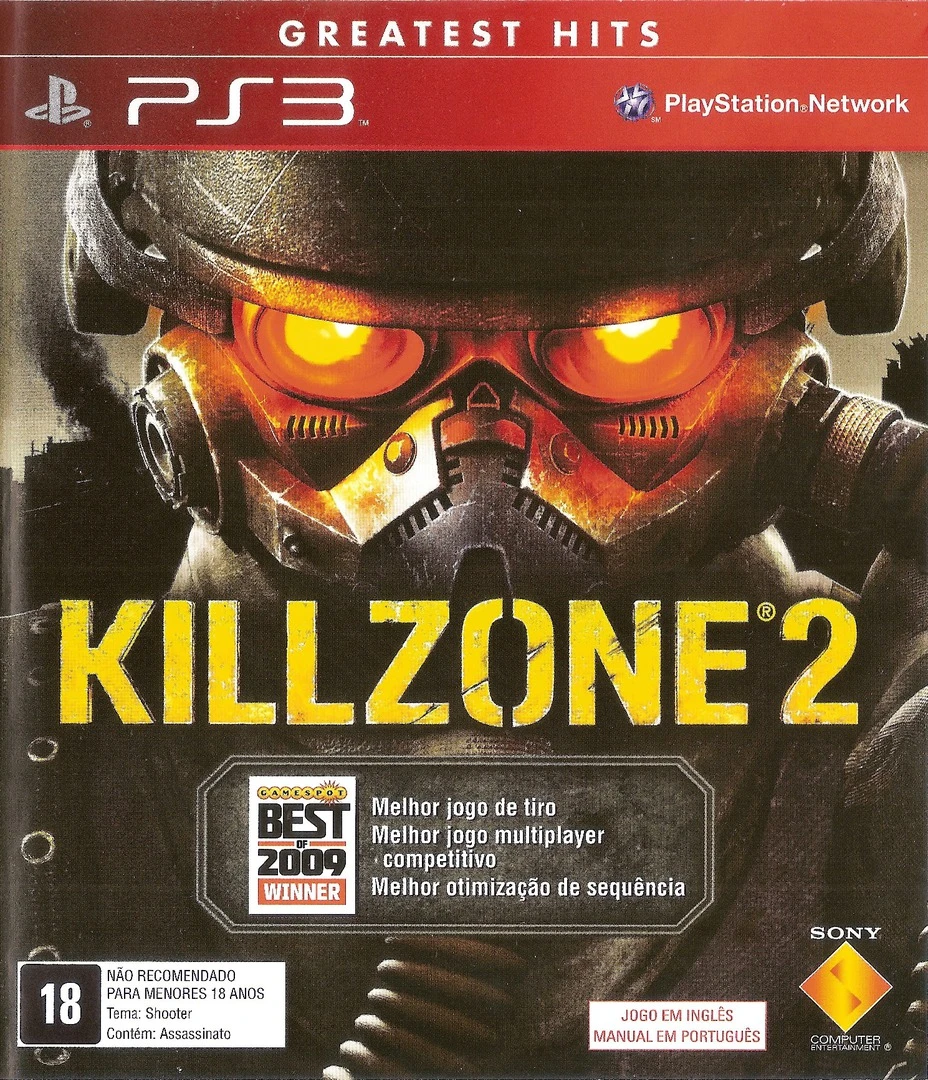 GREATEST HITS
PS3™
PlayStation®Network
SM
KILLZONE®2
GAMESPOT
BEST
OF
2009
WINNER
Melhor jogo de tiro
Melhor jogo multiplayer
competitivo
Melhor otimização de sequência
18
NÃO RECOMENDADO
PARA MENORES 18 ANOS
Tema: Shooter
Contém: Assassinato
JOGO EM INGLÊS
MANUAL EM PORTUGUÊS
SONY
COMPUTER
ENTERTAINMENT ®